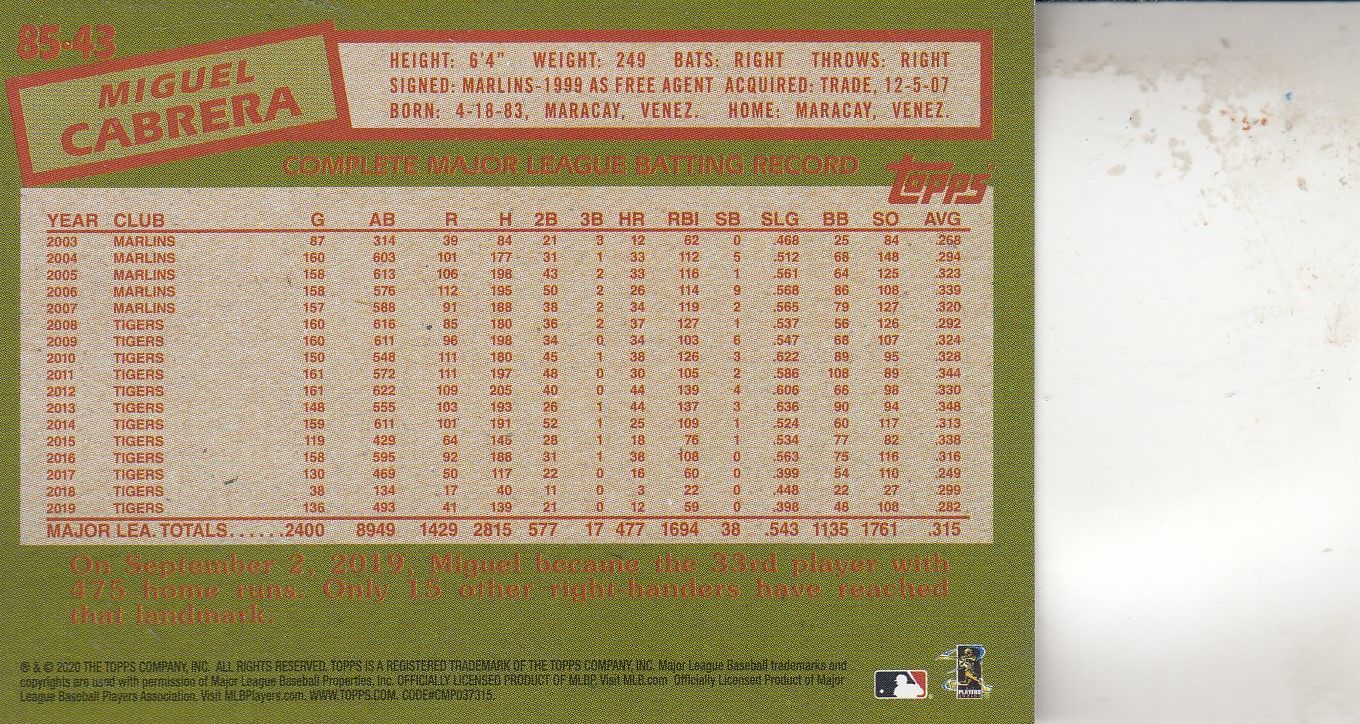 85-43
MIGUEL
CABRERA
HEIGHT: 6'4" WEIGHT: 249 BATS: RIGHT THROWS: RIGHT
SIGNED: MARLINS-1999 AS FREE AGENT ACQUIRED: TRADE, 12-5-07
BORN: 4-18-83, MARACAY, VENEZ. HOME: MARACAY, VENEZ.
COMPLETE MAJOR LEAGUE BATTING RECORD
Topps
YEAR CLUB G AB R H 2B 3B HR RBI SB SLG BB SO AVG
2003 MARLINS 87 314 39 84 21 3 12 62 0 .468 25 84 .268
2004 MARLINS 160 603 101 177 31 1 33 112 5 .512 68 148 .294
2005 MARLINS 158 613 106 198 43 2 33 116 1 .561 64 125 .323
2006 MARLINS 158 576 112 195 50 2 26 114 9 .568 86 108 .339
2007 MARLINS 157 588 91 188 38 2 34 119 2 .565 79 127 .320
2008 TIGERS 160 616 85 180 36 2 37 127 1 .537 56 126 .292
2009 TIGERS 160 611 96 198 34 0 34 103 6 .547 68 107 .324
2010 TIGERS 150 548 111 180 45 1 38 126 3 .622 89 95 .328
2011 TIGERS 161 572 111 197 48 0 30 105 2 .586 108 89 .344
2012 TIGERS 161 622 109 205 40 0 44 139 4 .606 66 98 .330
2013 TIGERS 148 555 103 193 26 1 44 137 3 .636 90 94 .348
2014 TIGERS 159 611 101 191 52 1 25 109 1 .524 60 117 .313
2015 TIGERS 119 429 64 145 28 1 18 76 1 .534 77 82 .338
2016 TIGERS 158 595 92 188 31 1 38 108 0 .563 75 116 .316
2017 TIGERS 130 469 50 117 22 0 16 60 0 .399 54 110 .249
2018 TIGERS 38 134 17 40 11 0 3 22 0 .448 22 27 .299
2019 TIGERS 136 493 41 139 21 0 12 59 0 .398 48 108 .282
MAJOR LEA. TOTALS......2400 8949 1429 2815 577 17 477 1694 38 .543 1135 1761 .315
On September 2, 2019, Miguel became the 33rd player with
475 home runs. Only 15 other right-handers have reached
that landmark.
® & © 2020 THE TOPPS COMPANY, INC. ALL RIGHTS RESERVED. TOPPS IS A REGISTERED TRADEMARK OF THE TOPPS COMPANY, INC. Major League Baseball trademarks and
copyrights are used with permission of Major League Baseball Properties, Inc. OFFICIALLY LICENSED PRODUCT OF MLBP. Visit MLB.com Officially Licensed Product of Major
League Baseball Players Association. Visit MLBPlayers.com. WWW.TOPPS.COM. CODE#CMP037315.
PLAYERS